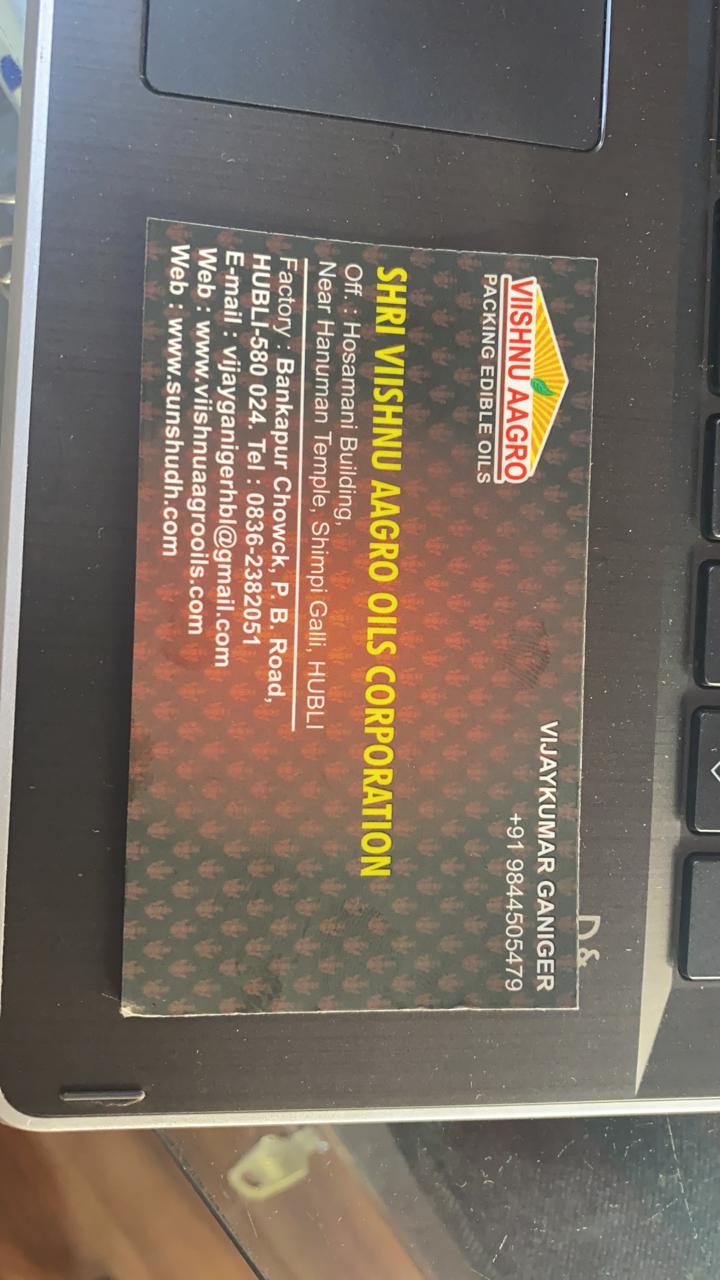 VIISHNU AAGRO
PACKING EDIBLE OILS
VIJAYKUMAR GANIGER
+91 9844505479
SHRI VIISHNU AAGRO OILS CORPORATION
Off. : Hosamani Building,
Near Hanuman Temple, Shimpi Galli, HUBLI
Factory : Bankapur Chowck, P. B. Road,
HUBLI-580 024. Tel : 0836-2382051
E-mail : vijayganigerhbl@gmail.com
Web : www.viishnuaagrooils.com
Web : www.sunshudh.com